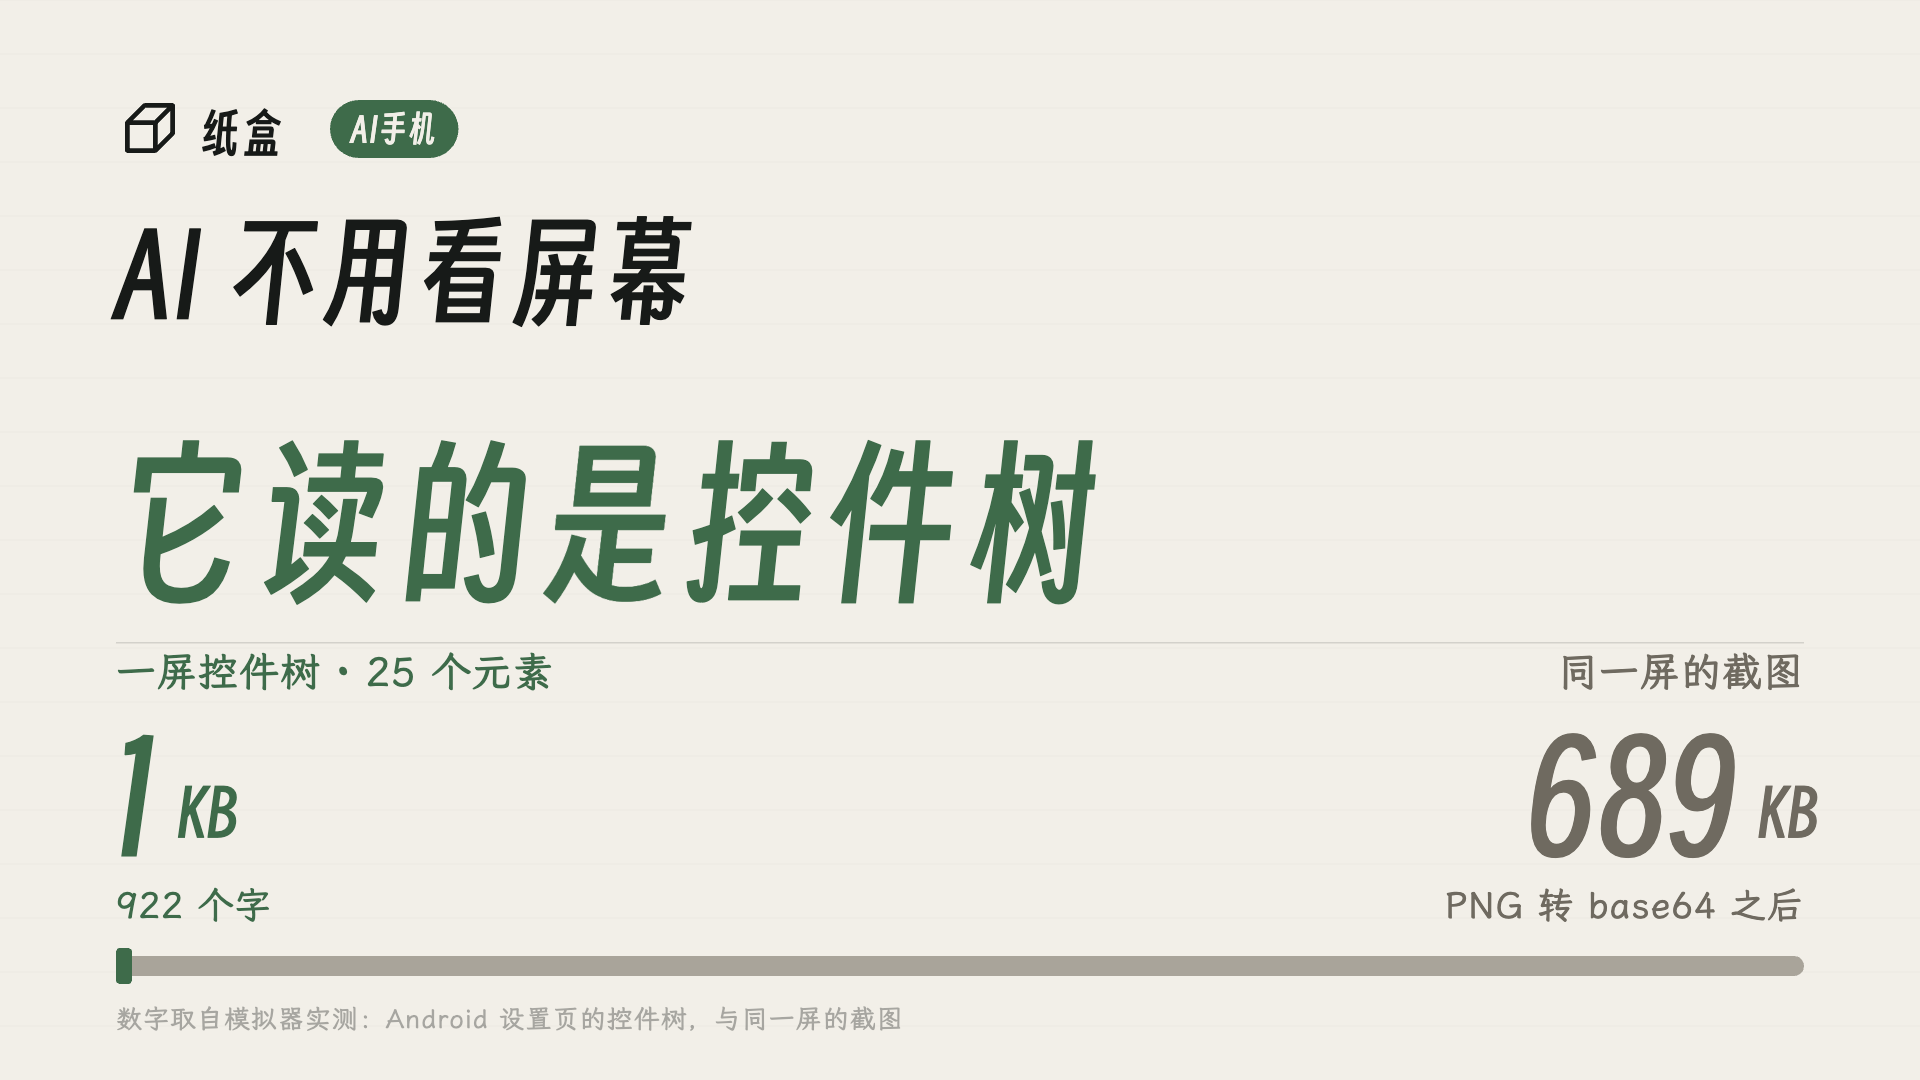 纸盒 AI手机
AI 不用看屏幕
它读的是控件树
一屏控件树·25 个元素
同一屏的截图
1 KB
689 KB
922 个字
PNG 转 base64 之后
数字取自模拟器实测：Android 设置页的控件树，与同一屏的截图